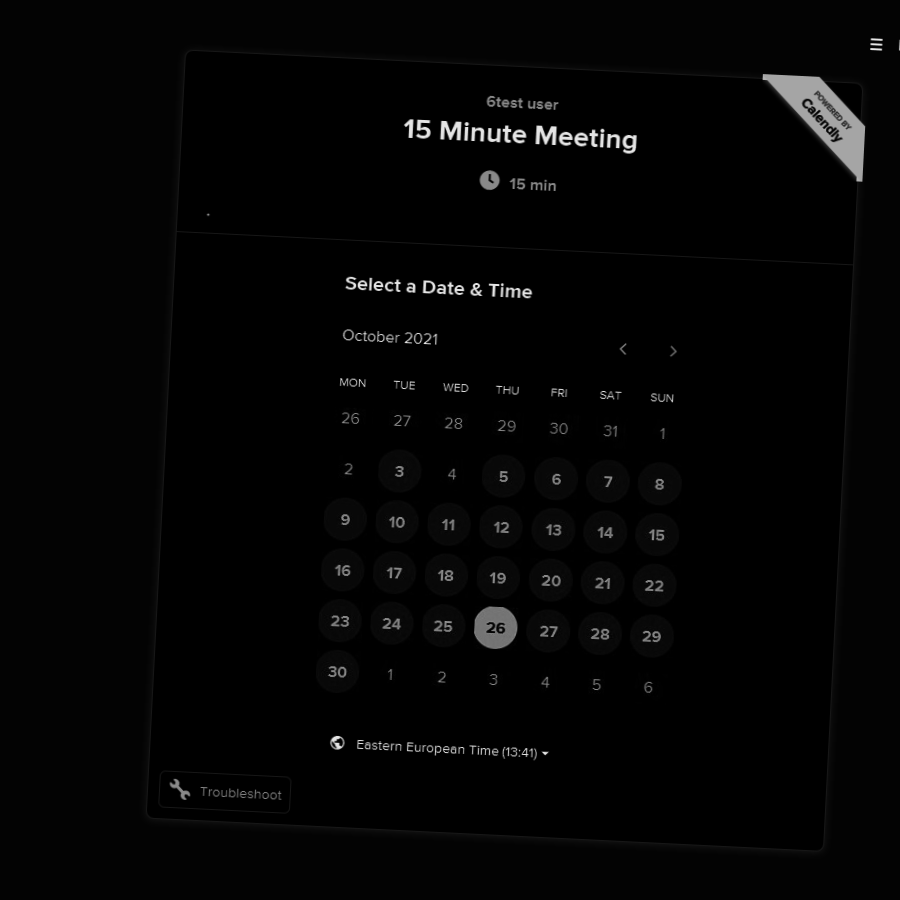 6test user
POWERED BY
Calendly
15 Minute Meeting
15 min
Select a Date & Time
October 2021
MON TUE WED THU FRI SAT SUN
26 27 28 29 30 31 1
2 3 4 5 6 7 8
9 10 11 12 13 14 15
16 17 18 19 20 21 22
23 24 25 26 27 28 29
30 1 2 3 4 5 6
Eastern European Time (13:41)
Troubleshoot